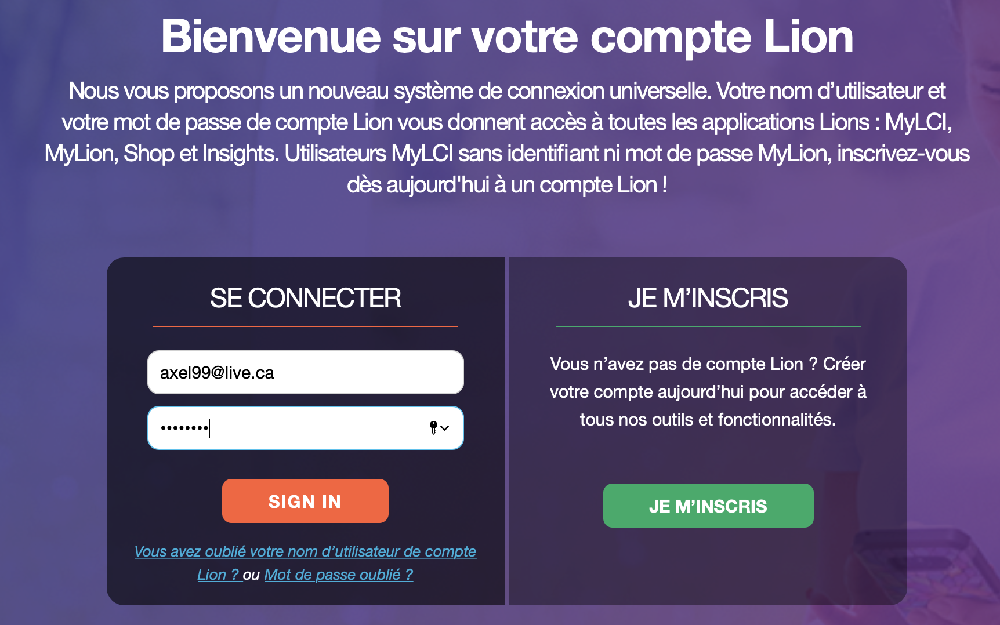 Bienvenue sur votre compte Lion
Nous vous proposons un nouveau système de connexion universelle. Votre nom d’utilisateur et
votre mot de passe de compte Lion vous donnent accès à toutes les applications Lions : MyLCI,
MyLion, Shop et Insights. Utilisateurs MyLCI sans identifiant ni mot de passe MyLion, inscrivez-vous
dès aujourd'hui à un compte Lion !
SE CONNECTER
axel99@live.ca
••••••••
SIGN IN
Vous avez oublié votre nom d’utilisateur de compte
Lion ? ou Mot de passe oublié ?
JE M’INSCRIS
Vous n’avez pas de compte Lion ? Créer
votre compte aujourd’hui pour accéder à
tous nos outils et fonctionnalités.
JE M’INSCRIS